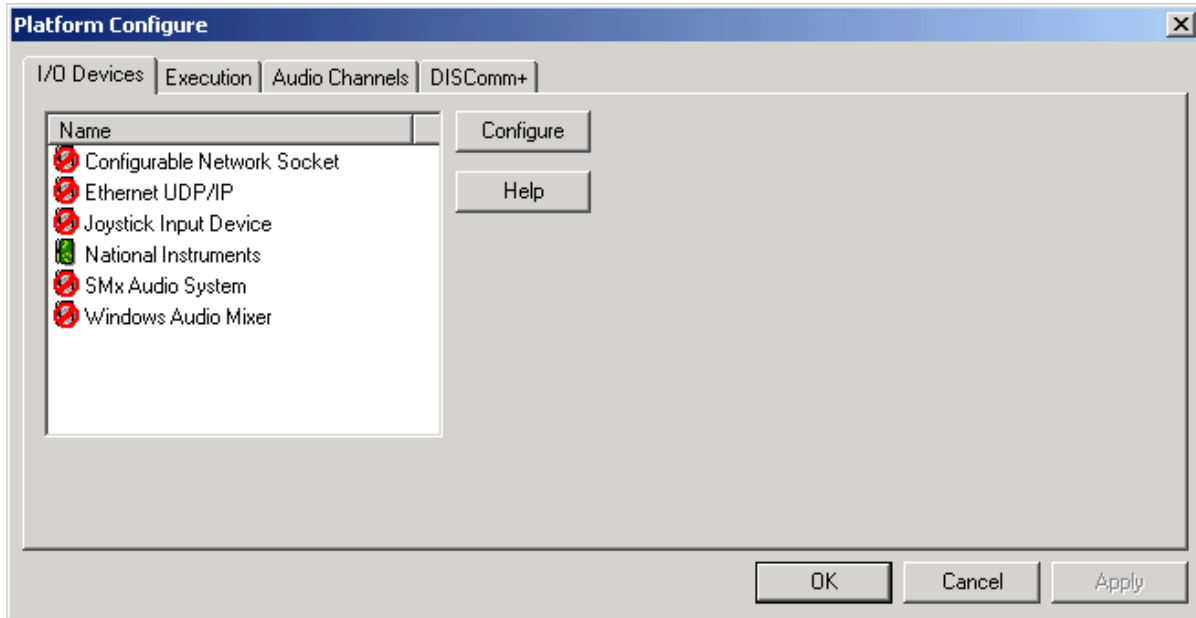 Platform Configure
I/O Devices Execution Audio Channels DISComm+
Name
Configurable Network Socket
Ethernet UDP/IP
Joystick Input Device
National Instruments
SMx Audio System
Windows Audio Mixer
Configure
Help
OK Cancel Apply